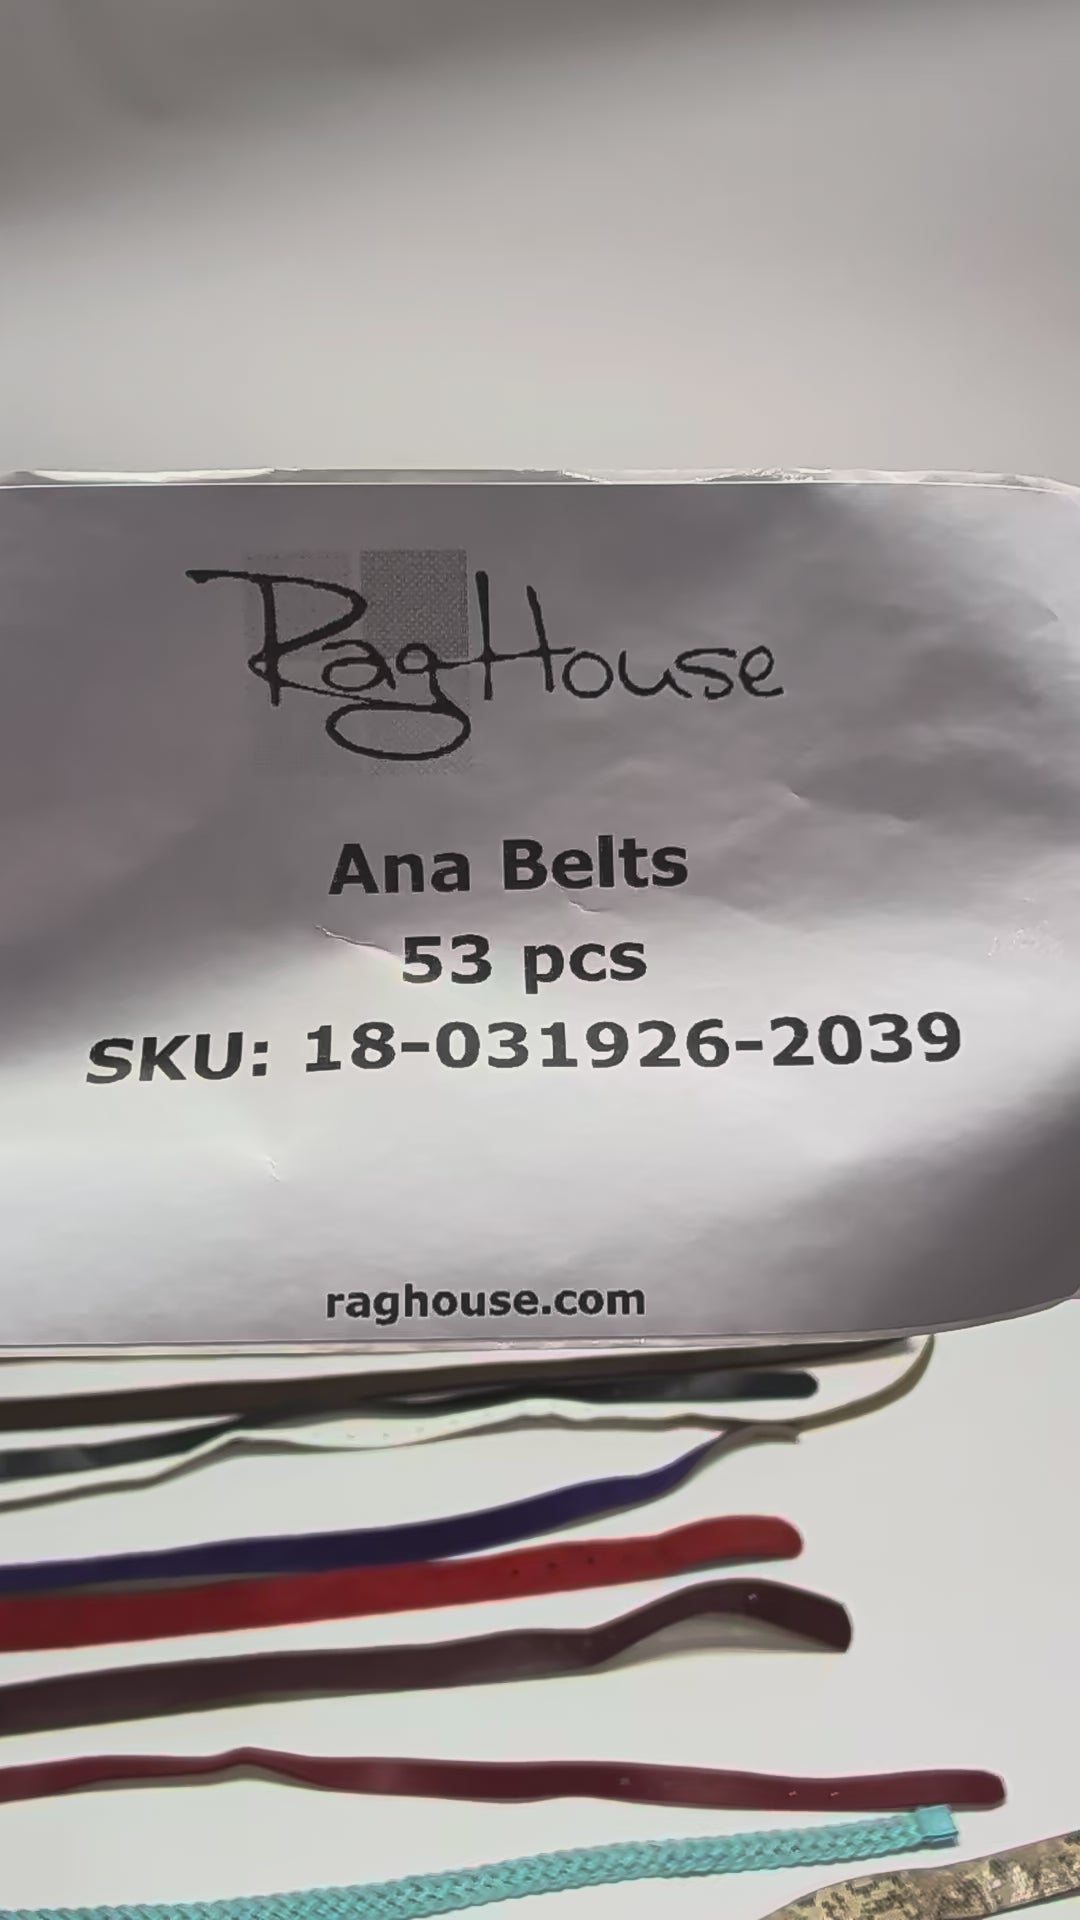 RagHouse
Ana Belts
53 pcs
SKU: 18-031926-2039
raghouse.com